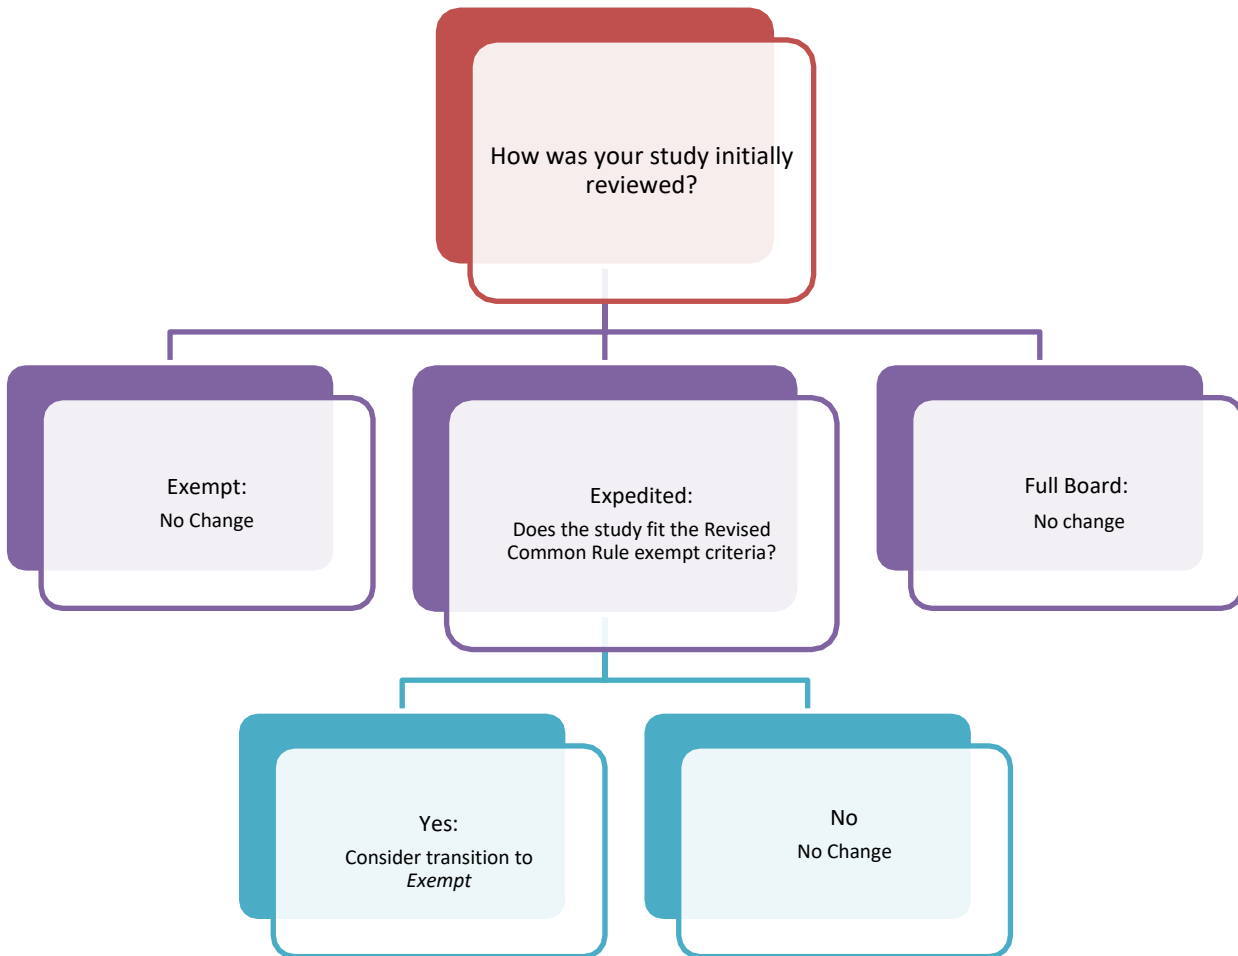 How was your study initially
reviewed?
Exempt:
No Change
Expedited:
Does the study fit the Revised
Common Rule exempt criteria?
Full Board:
No change
Yes:
Consider transition to
Exempt
No
No Change